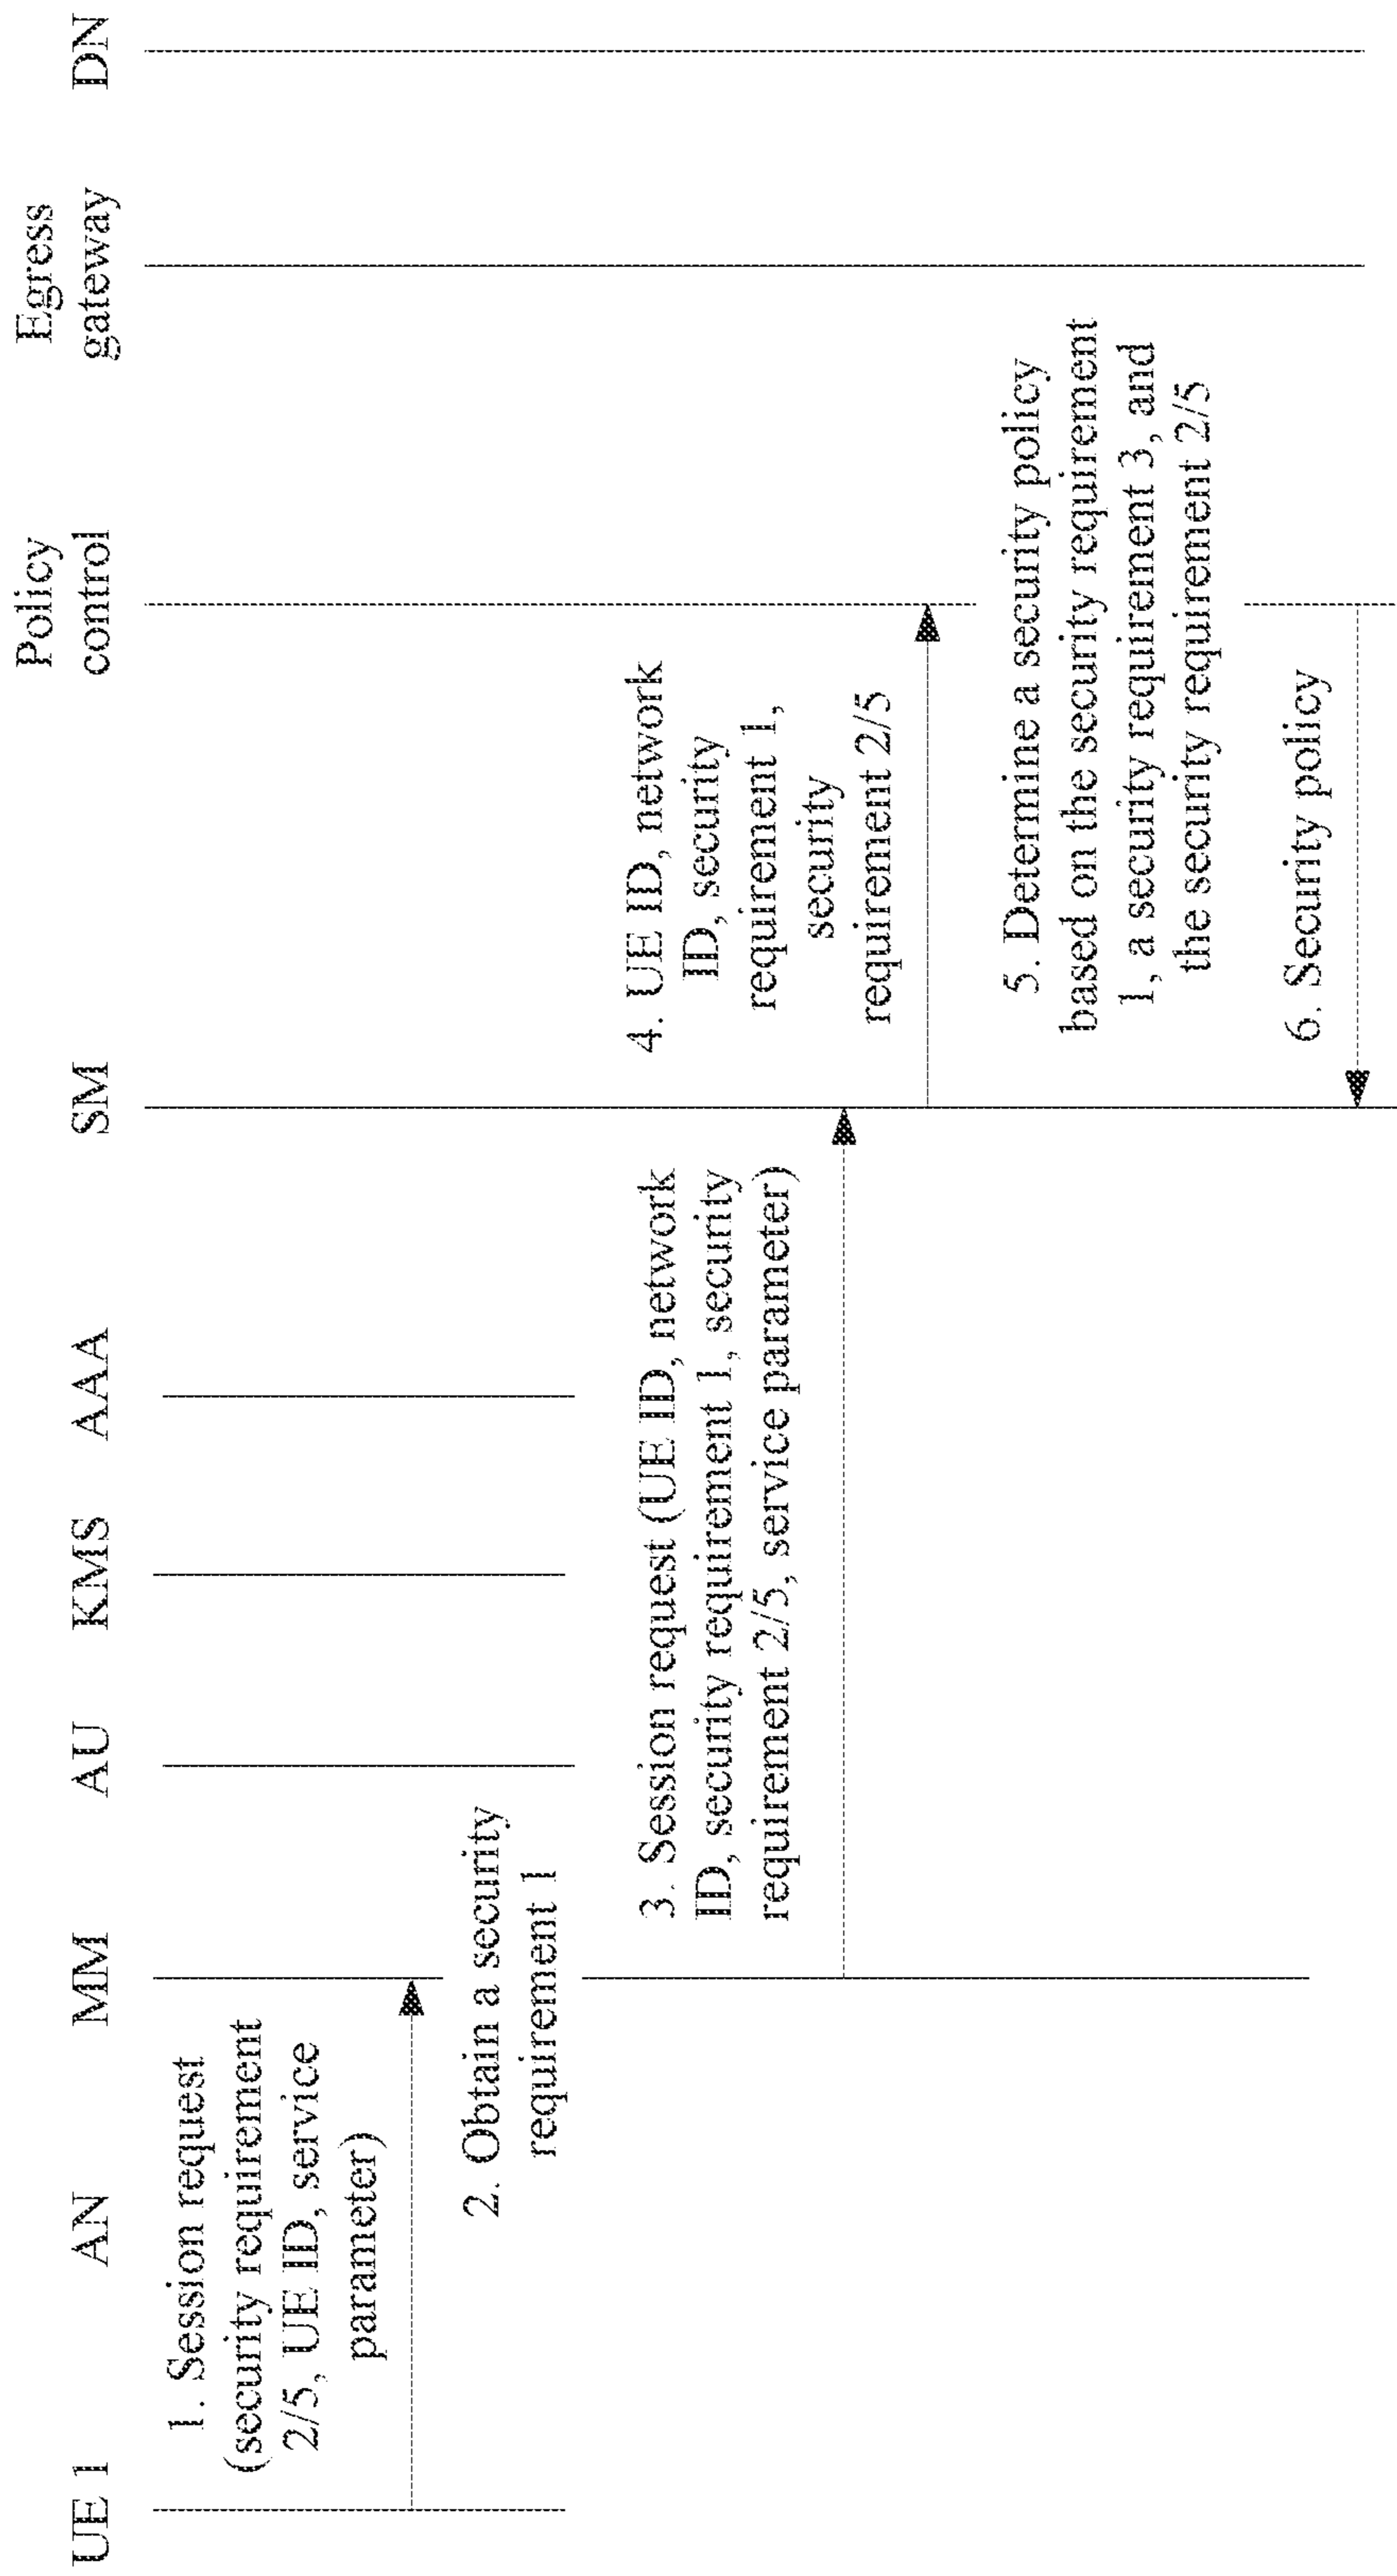 UE 1
AN
MM
AU
KMS
AAA
SM
Policy
control
Egress
gateway
DN
1. Session request
(security requirement
2/5, UE ID, service
parameter)
2. Obtain a security
requirement 1
3. Session request (UE ID, network
ID, security requirement 1, security
requirement 2/5, service parameter)
4. UE ID, network
ID, security
requirement 1,
security
requirement 2/5
5. Determine a security policy
based on the security requirement
1, a security requirement 3, and
the security requirement 2/5
6. Security policy